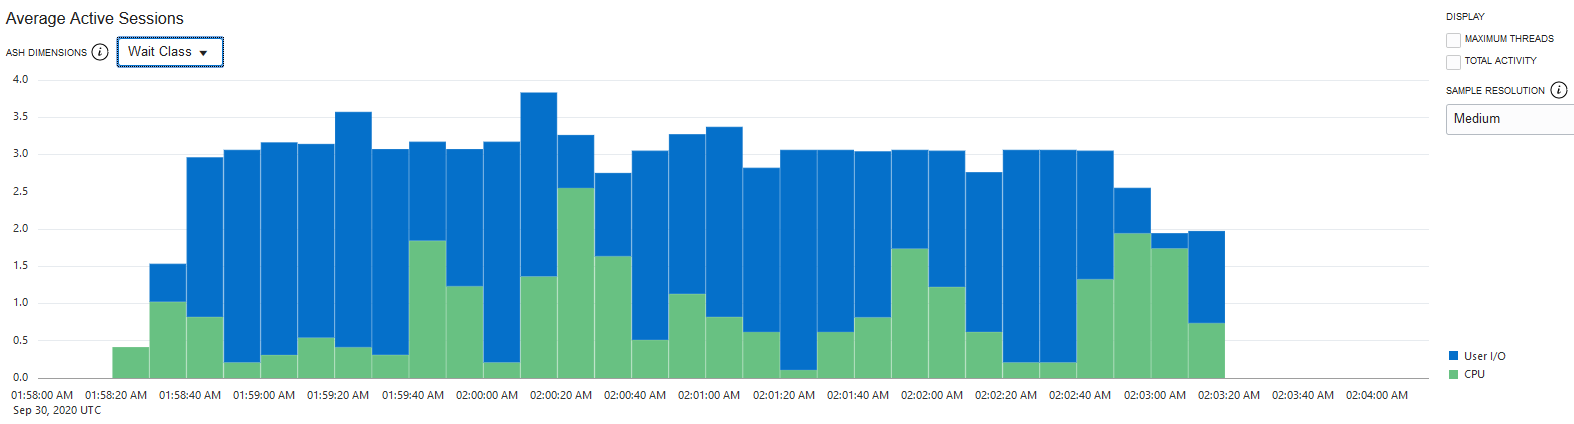 Average Active Sessions
ASH DIMENSIONS i Wait Class
DISPLAY
MAXIMUM THREADS
TOTAL ACTIVITY
SAMPLE RESOLUTION i
Medium
4.0
3.5
3.0
2.5
2.0
1.5
1.0
0.5
0.0
User I/O
CPU
01:58:00 AM 01:58:20 AM 01:58:40 AM 01:59:00 AM 01:59:20 AM 01:59:40 AM 02:00:00 AM 02:00:20 AM 02:00:40 AM 02:01:00 AM 02:01:20 AM 02:01:40 AM 02:02:00 AM 02:02:20 AM 02:02:40 AM 02:03:00 AM 02:03:20 AM 02:03:40 AM 02:04:00 AM
Sep 30, 2020 UTC